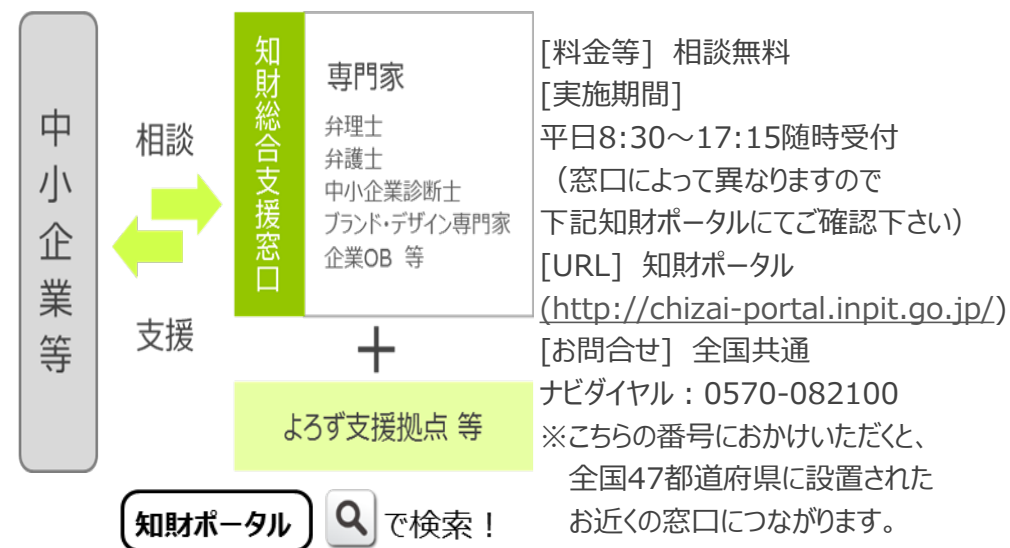 中小企業等
相談
支援
知財総合支援窓口
専門家
弁理士
弁護士
中小企業診断士
ブランド・デザイン専門家
企業OB 等
＋
よろず支援拠点 等
知財ポータル で検索！
[料金等] 相談無料
[実施期間]
平日8:30～17:15随時受付
（窓口によって異なりますので
下記知財ポータルにてご確認下さい）
[URL] 知財ポータル
(http://chizai-portal.inpit.go.jp/)
[お問合せ] 全国共通
ナビダイヤル：0570-082100
※こちらの番号におかけいただくと、
全国47都道府県に設置された
お近くの窓口につながります。